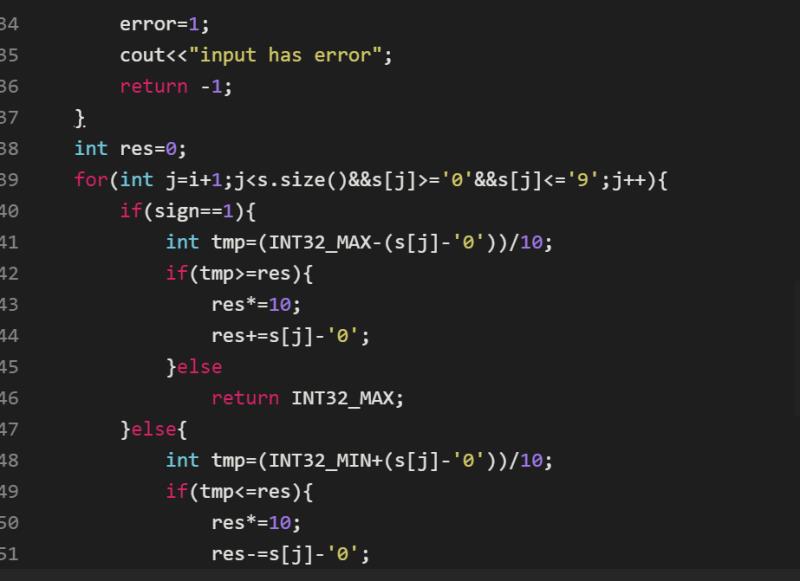 34 error=1;
35 cout<<"input has error";
36 return -1;
37 }
38 int res=0;
39 for(int j=i+1;j<s.size()&&s[j]>='0'&&s[j]<='9';j++){
40 if(sign==1){
41 int tmp=(INT32_MAX-(s[j]-'0'))/10;
42 if(tmp>=res){
43 res*=10;
44 res+=s[j]-'0';
45 }else
46 return INT32_MAX;
47 }else{
48 int tmp=(INT32_MIN+(s[j]-'0'))/10;
49 if(tmp<=res){
50 res*=10;
51 res-=s[j]-'0';